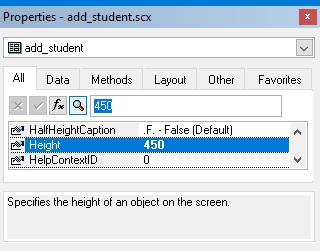 Properties - add_student.scx
add_student
All Data Methods Layout Other Favorites
fx 450
HalfHeightCaption .F. - False (Default)
Height 450
HelpContextID 0
Specifies the height of an object on the screen.